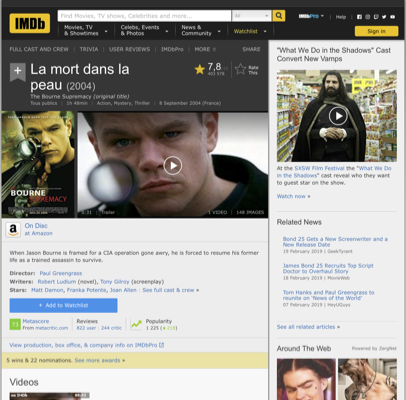 IMDb
Find Movies, TV shows, Celebrities and more...
All
IMDbPro
Help
Movies, TV & Showtimes
Celebs, Events & Photos
News & Community
Watchlist
Sign in
FULL CAST AND CREW | TRIVIA | USER REVIEWS | IMDbPro | MORE
SHARE
La mort dans la peau (2004)
The Bourne Supremacy (original title)
Tous publics | 1h 48min | Action, Mystery, Thriller | 8 September 2004 (France)
7,8
Rate This
MATT DAMON
THE BOURNE SUPREMACY
Trailer
1 VIDEO | 148 IMAGES
On Disc
at Amazon
When Jason Bourne is framed for a CIA operation gone awry, he is forced to resume his former life as a trained assassin to survive.
Director: Paul Greengrass
Writers: Robert Ludlum (novel), Tony Gilroy (screenplay)
Stars: Matt Damon, Franka Potente, Joan Allen | See full cast & crew »
+ Add to Watchlist
73
Metascore
From metacritic.com
Reviews
822 user | 244 critic
Popularity
1 225
View production, box office, & company info on IMDbPro
5 wins & 22 nominations. See more awards »
Videos
"What We Do in the Shadows" Cast Convert New Vamps
At the SXSW Film Festival the "What We Do in the Shadows" cast reveal who they want to guest star on the show.
Watch now »
Related News
Bond 25 Gets a New Screenwriter and a New Release Date
19 February 2019 | GeekTyrant
James Bond 25 Recruits Top Script Doctor to Overhaul Story
18 February 2019 | MovieWeb
Tom Hanks and Paul Greengrass to reunite on 'News of the World'
07 February 2019 | HeyUGuys
See all related articles »
Around The Web
Powered by ZergNet